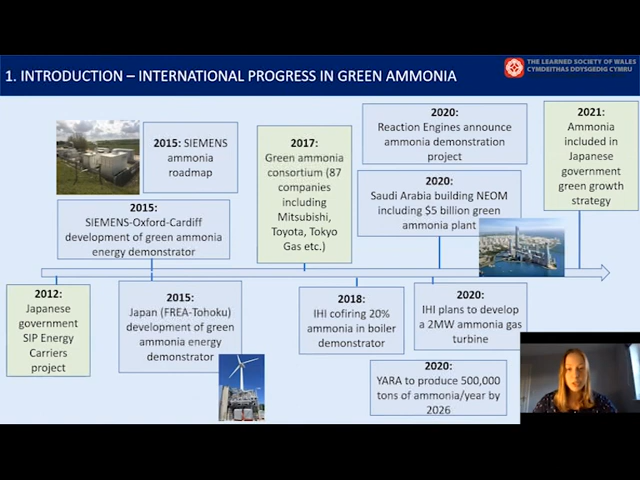 THE LEARNED SOCIETY OF WALES
CYMDEITHAS DDYSGEDIG CYMRU
1. INTRODUCTION – INTERNATIONAL PROGRESS IN GREEN AMMONIA
2015: SIEMENS
ammonia
roadmap
2015:
SIEMENS-Oxford-Cardiff
development of green ammonia
energy demonstrator
2017:
Green ammonia
consortium (87
companies
including
Mitsubishi,
Toyota, Tokyo
Gas etc.)
2020:
Reaction Engines announce
ammonia demonstration
project
2020:
Saudi Arabia building NEOM
including $5 billion green
ammonia plant
2021:
Ammonia
included in
Japanese
government
green growth
strategy
2012:
Japanese
government
SIP Energy
Carriers
project
2015:
Japan (FREA-Tohoku)
development of green
ammonia energy
demonstrator
2018:
IHI cofiring 20%
ammonia in boiler
demonstrator
2020:
IHI plans to develop
a 2MW ammonia gas
turbine
2020:
YARA to produce 500,000
tons of ammonia/year by
2026